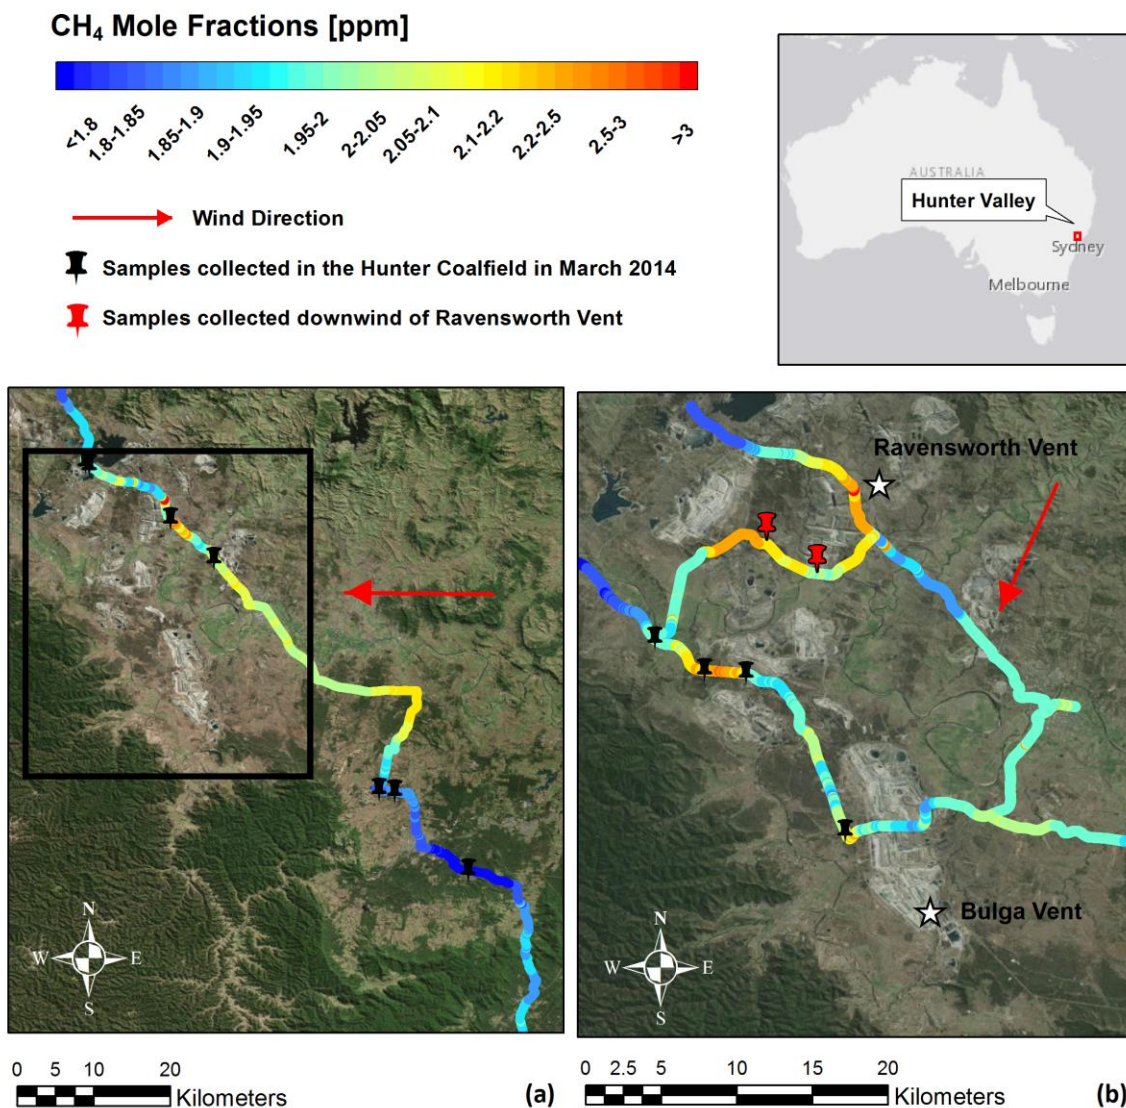 CH₄ Mole Fractions [ppm]
<1.8
1.8-1.85
1.85-1.9
1.9-1.95
1.95-2
2-2.05
2.05-2.1
2.1-2.2
2.2-2.5
2.5-3
>3
Wind Direction
Samples collected in the Hunter Coalfield in March 2014
Samples collected downwind of Ravensworth Vent
AUSTRALIA
Hunter Valley
Sydney
Melbourne
N
W E
S
0 5 10 20
Kilometers
(a)
Ravensworth Vent
Bulga Vent
N
W E
S
0 2.5 5 10 15 20
Kilometers
(b)